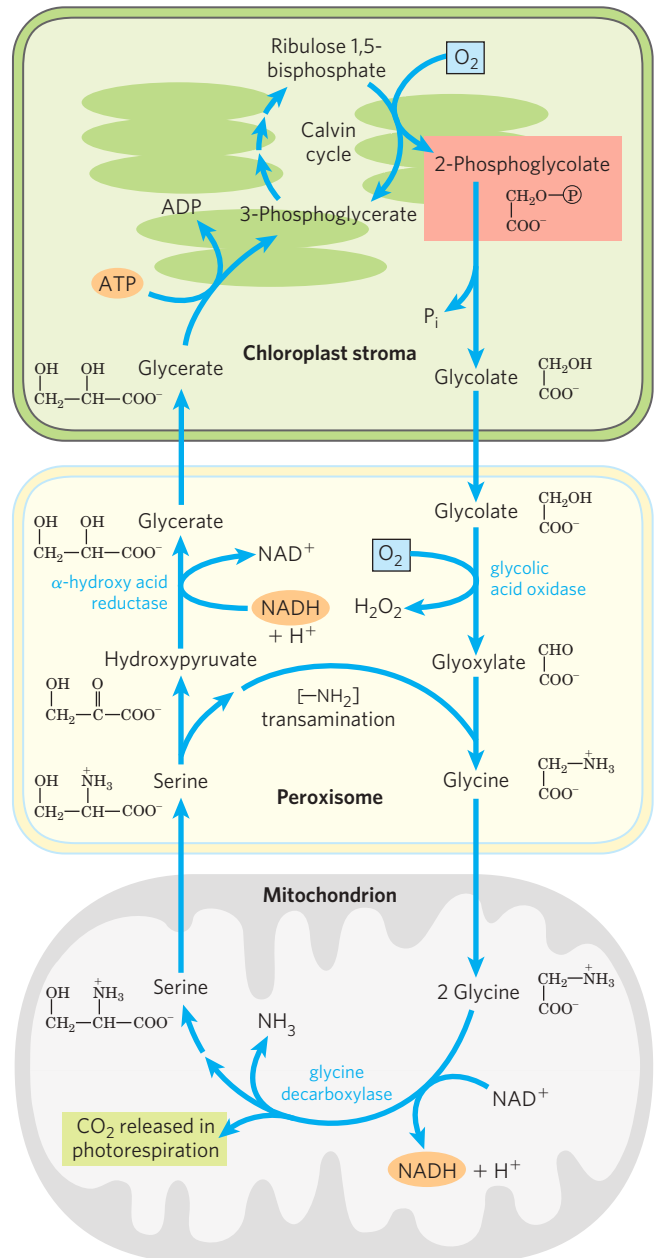 Ribulose 1,5-
bisphosphate
O₂
Calvin
cycle
2-Phosphoglycolate
CH₂O—Ⓟ
COO⁻
ADP
3-Phosphoglycerate
ATP
Pᵢ
Chloroplast stroma
OH OH
CH₂—CH—COO⁻
Glycerate
Glycolate
CH₂OH
COO⁻
OH OH
CH₂—CH—COO⁻
Glycerate
Glycolate
CH₂OH
COO⁻
NAD⁺
O₂
α-hydroxy acid
reductase
glycolic
acid oxidase
NADH
+ H⁺
H₂O₂
Hydroxypyruvate
Glyoxylate
CHO
COO⁻
OH O
CH₂—C—COO⁻
[—NH₂]
transamination
OH ⁺NH₃
CH₂—CH—COO⁻
Serine
Glycine
CH₂—⁺NH₃
COO⁻
Peroxisome
Mitochondrion
OH ⁺NH₃
CH₂—CH—COO⁻
Serine
2 Glycine
CH₂—⁺NH₃
COO⁻
NH₃
glycine
decarboxylase
NAD⁺
CO₂ released in
photorespiration
NADH + H⁺